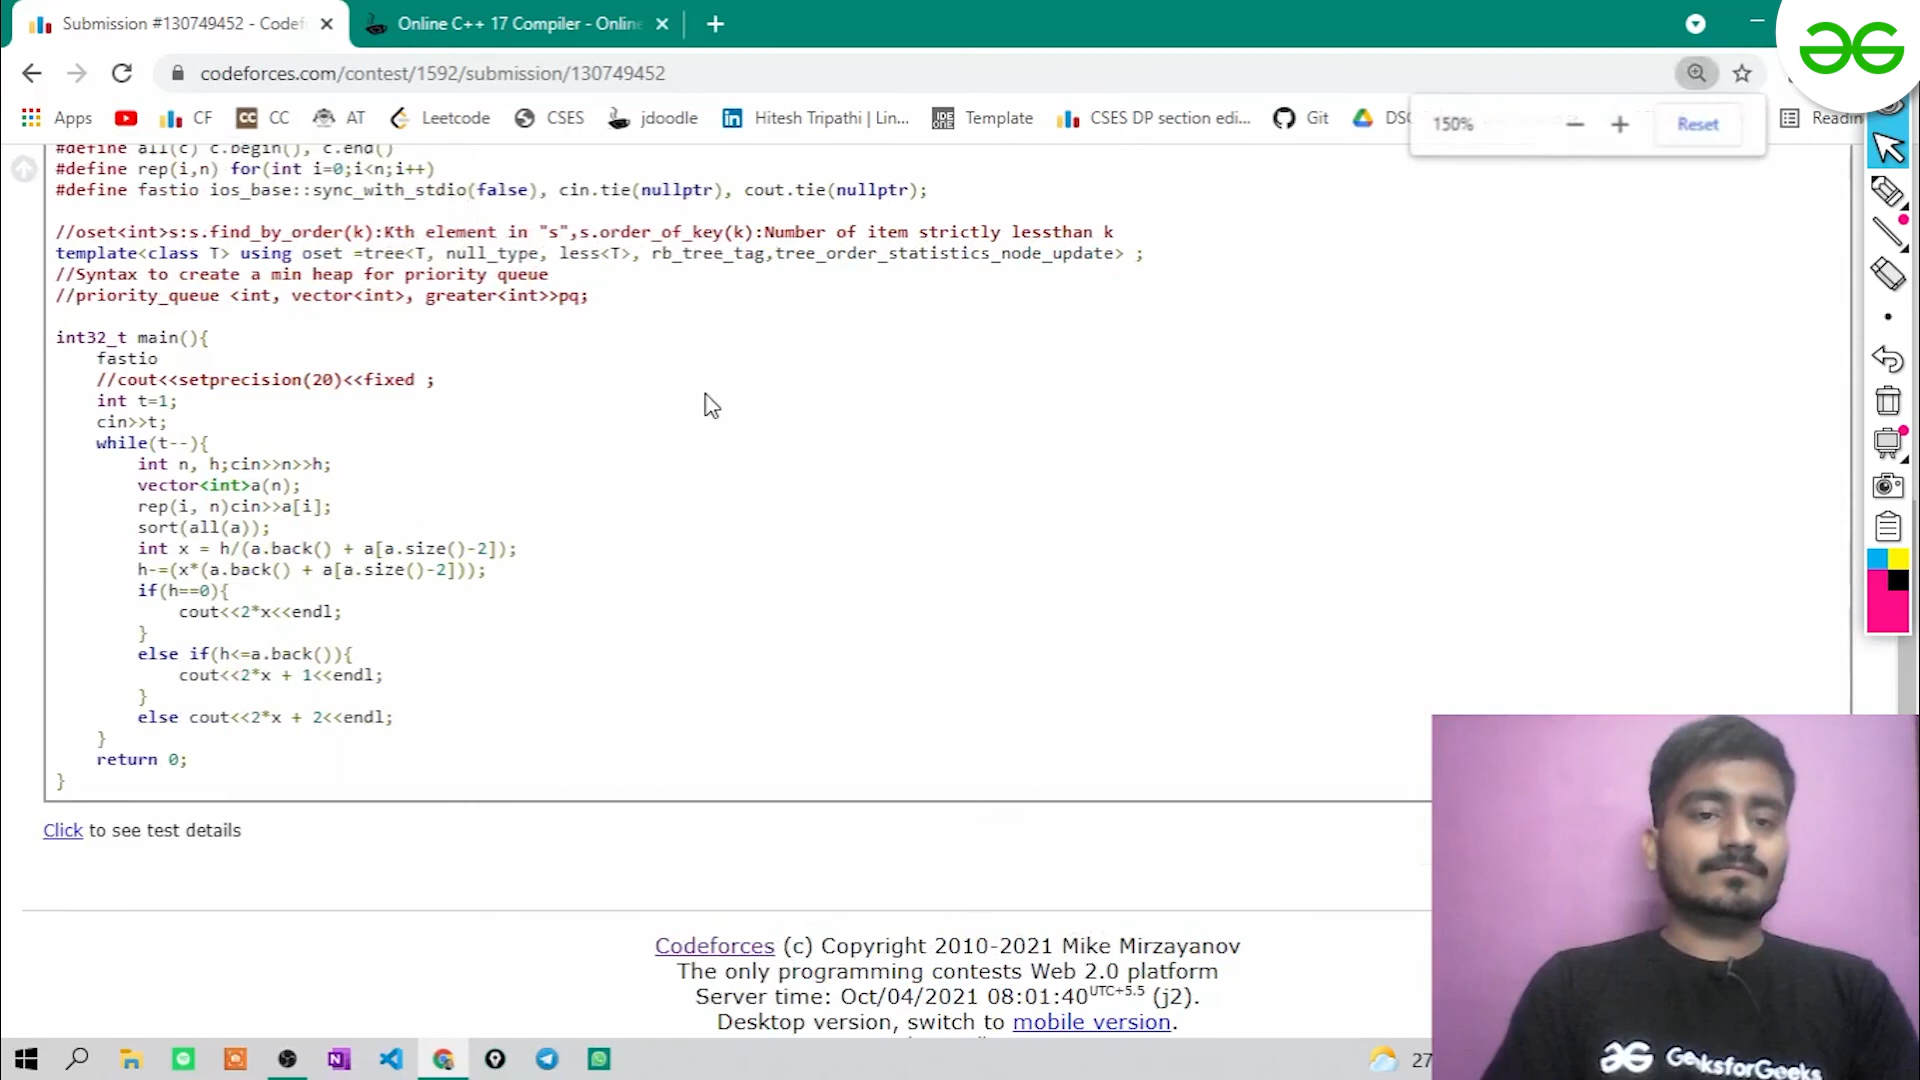 Submission #130749452 - Codef
Online C++ 17 Compiler - Online
codeforces.com/contest/1592/submission/130749452
Apps
CF
CC
CC
AT
Leetcode
CSES
jdoodle
Hitesh Tripathi | Lin...
Template
CSES DP section edi...
Git
150%
Reset
#define all(c) c.begin(), c.end()
#define rep(i,n) for(int i=0;i<n;i++)
#define fastio ios_base::sync_with_stdio(false), cin.tie(nullptr), cout.tie(nullptr);
//oset<int>s:s.find_by_order(k):Kth element in "s",s.order_of_key(k):Number of item strictly lessthan k
template<class T> using oset =tree<T, null_type, less<T>, rb_tree_tag,tree_order_statistics_node_update> ;
//Syntax to create a min heap for priority queue
//priority_queue <int, vector<int>, greater<int>>pq;
int32_t main(){
fastio
//cout<<setprecision(20)<<fixed ;
int t=1;
cin>>t;
while(t--){
int n, h;cin>>n>>h;
vector<int>a(n);
rep(i, n)cin>>a[i];
sort(all(a));
int x = h/(a.back() + a[a.size()-2]);
h-=(x*(a.back() + a[a.size()-2]));
if(h==0){
cout<<2*x<<endl;
}
else if(h<=a.back()){
cout<<2*x + 1<<endl;
}
else cout<<2*x + 2<<endl;
}
return 0;
}
Click to see test details
Codeforces (c) Copyright 2010-2021 Mike Mirzayanov
The only programming contests Web 2.0 platform
Server time: Oct/04/2021 08:01:40UTC+5.5 (j2).
Desktop version, switch to mobile version.
27
GeeksforGeeks